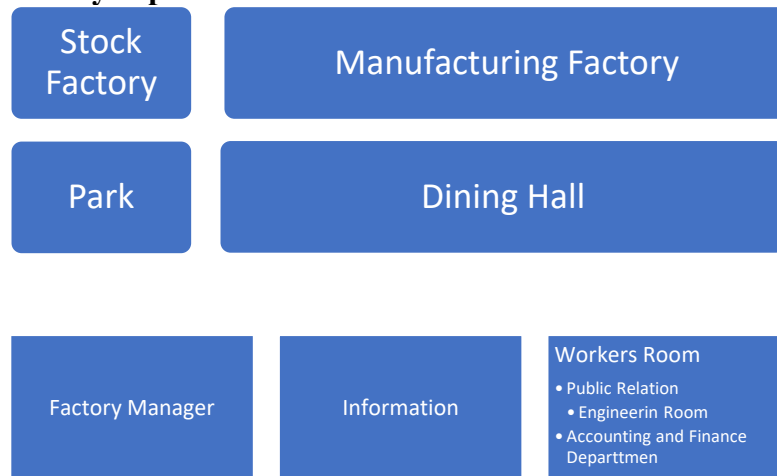 Stock
Factory
Manufacturing Factory
Park
Dining Hall
Factory Manager
Information
Workers Room
• Public Relation
• Engineerin Room
• Accounting and Finance
Departtmen